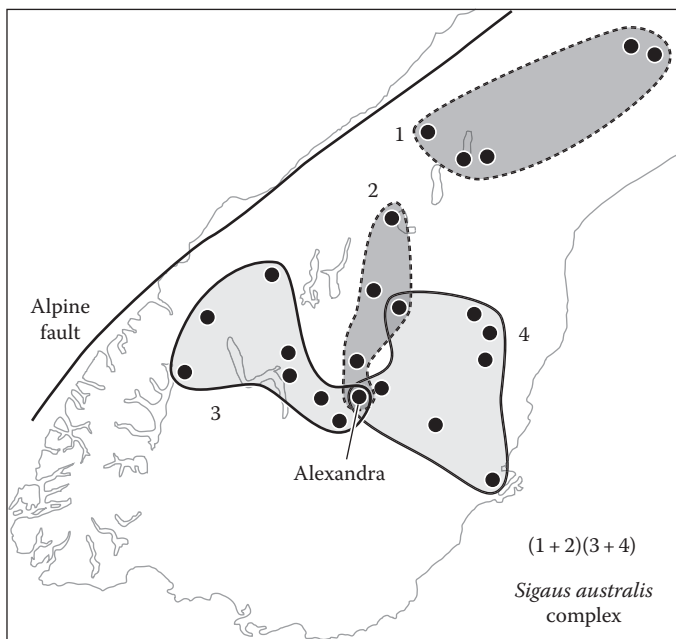 1
2
Alpine
fault
4
3
Alexandra
(1 + 2)(3 + 4)
Sigaus australis
complex